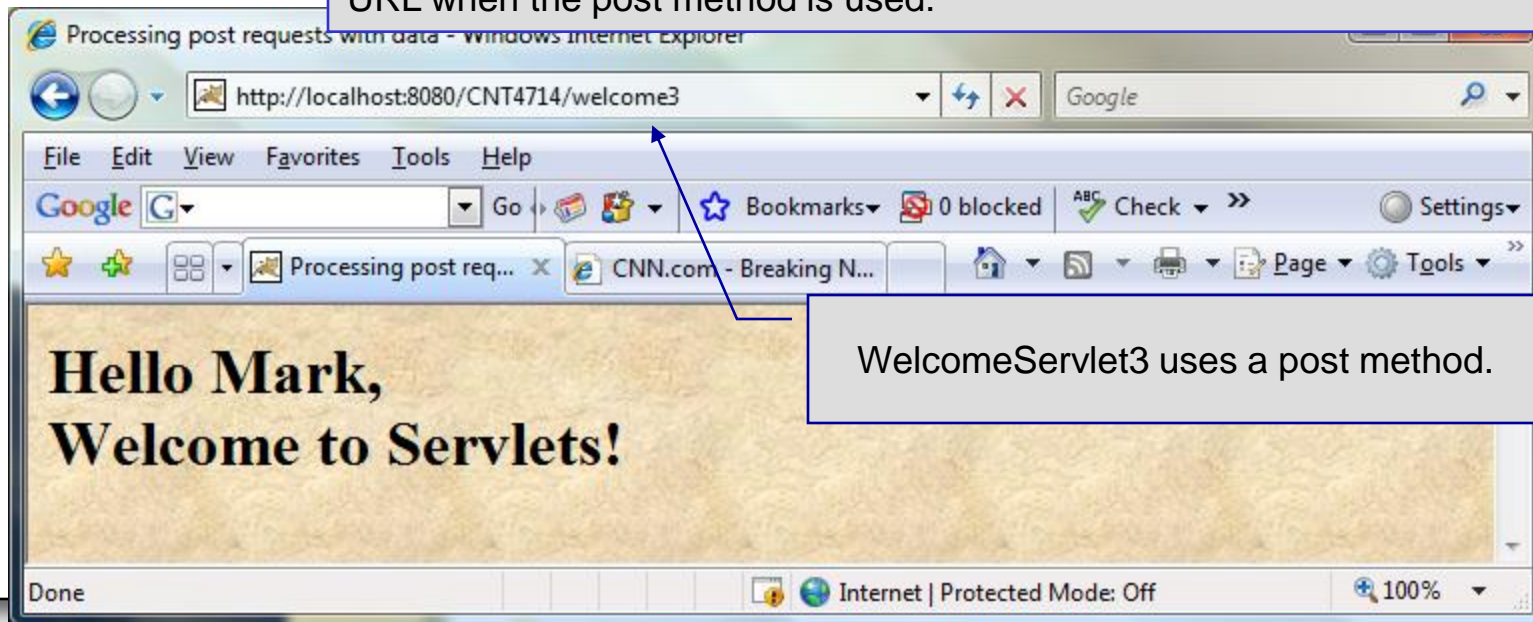 URL when the post method is used.
Processing post requests with data - Windows Internet Explorer
http://localhost:8080/CNT4714/welcome3
Google
File Edit View Favorites Tools Help
Google G Go Bookmarks 0 blocked ABC Check » Settings
Processing post req... x CNN.com - Breaking N... Page Tools »
WelcomeServlet3 uses a post method.
Hello Mark,
Welcome to Servlets!
Done Internet | Protected Mode: Off 100%